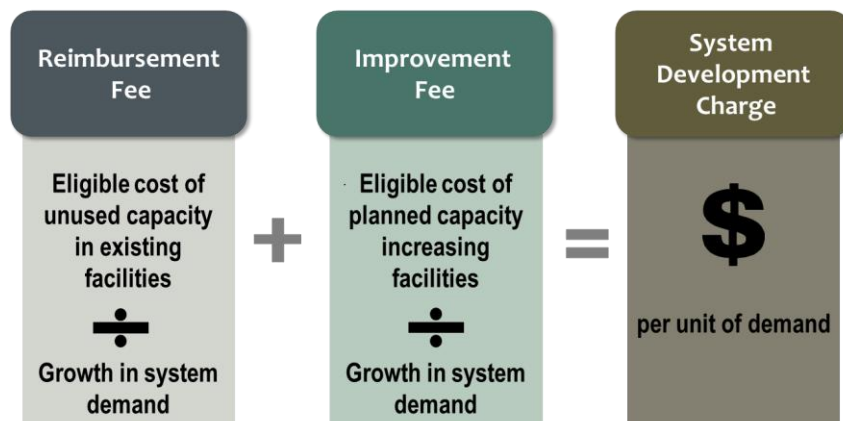 Reimbursement
Fee
Eligible cost of
unused capacity
in existing
facilities
÷
Growth in system
demand
+
Improvement
Fee
Eligible cost of
planned capacity
increasing
facilities
÷
Growth in system
demand
=
System
Development
Charge
$
per unit of demand